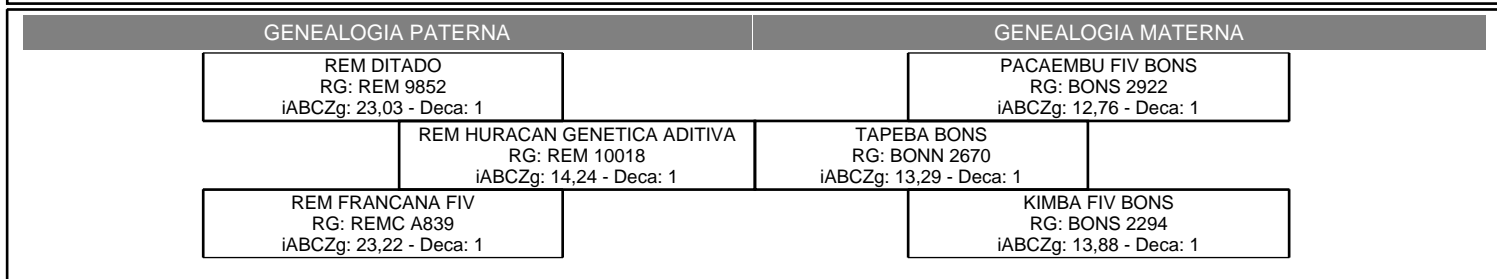 GENEALOGIA PATERNA
GENEALOGIA MATERNA
REM DITADO
RG: REM 9852
iABCZg: 23,03 - Deca: 1
PACAEMBU FIV BONS
RG: BONS 2922
iABCZg: 12,76 - Deca: 1
REM HURACAN GENETICA ADITIVA
RG: REM 10018
iABCZg: 14,24 - Deca: 1
TAPEBA BONS
RG: BONN 2670
iABCZg: 13,29 - Deca: 1
REM FRANCANA FIV
RG: REMC A839
iABCZg: 23,22 - Deca: 1
KIMBA FIV BONS
RG: BONS 2294
iABCZg: 13,88 - Deca: 1